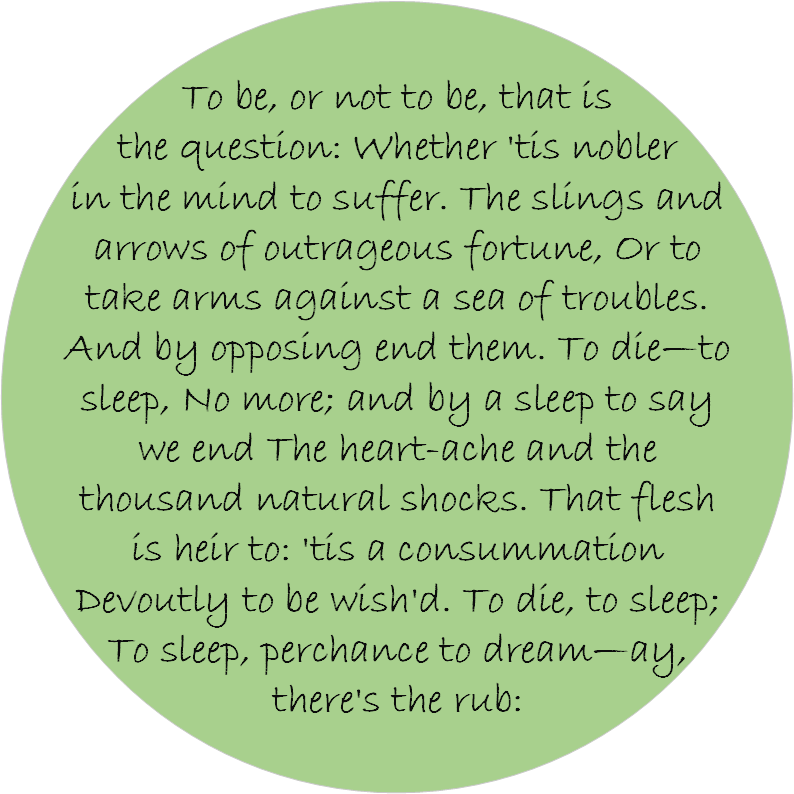 To be, or not to be, that is
the question: Whether 'tis nobler
in the mind to suffer. The slings and
arrows of outrageous fortune, Or to
take arms against a sea of troubles.
And by opposing end them. To die—to
sleep, No more; and by a sleep to say
we end The heart-ache and the
thousand natural shocks. That flesh
is heir to: 'tis a consummation
Devoutly to be wish'd. To die, to sleep;
To sleep, perchance to dream—ay,
there's the rub: